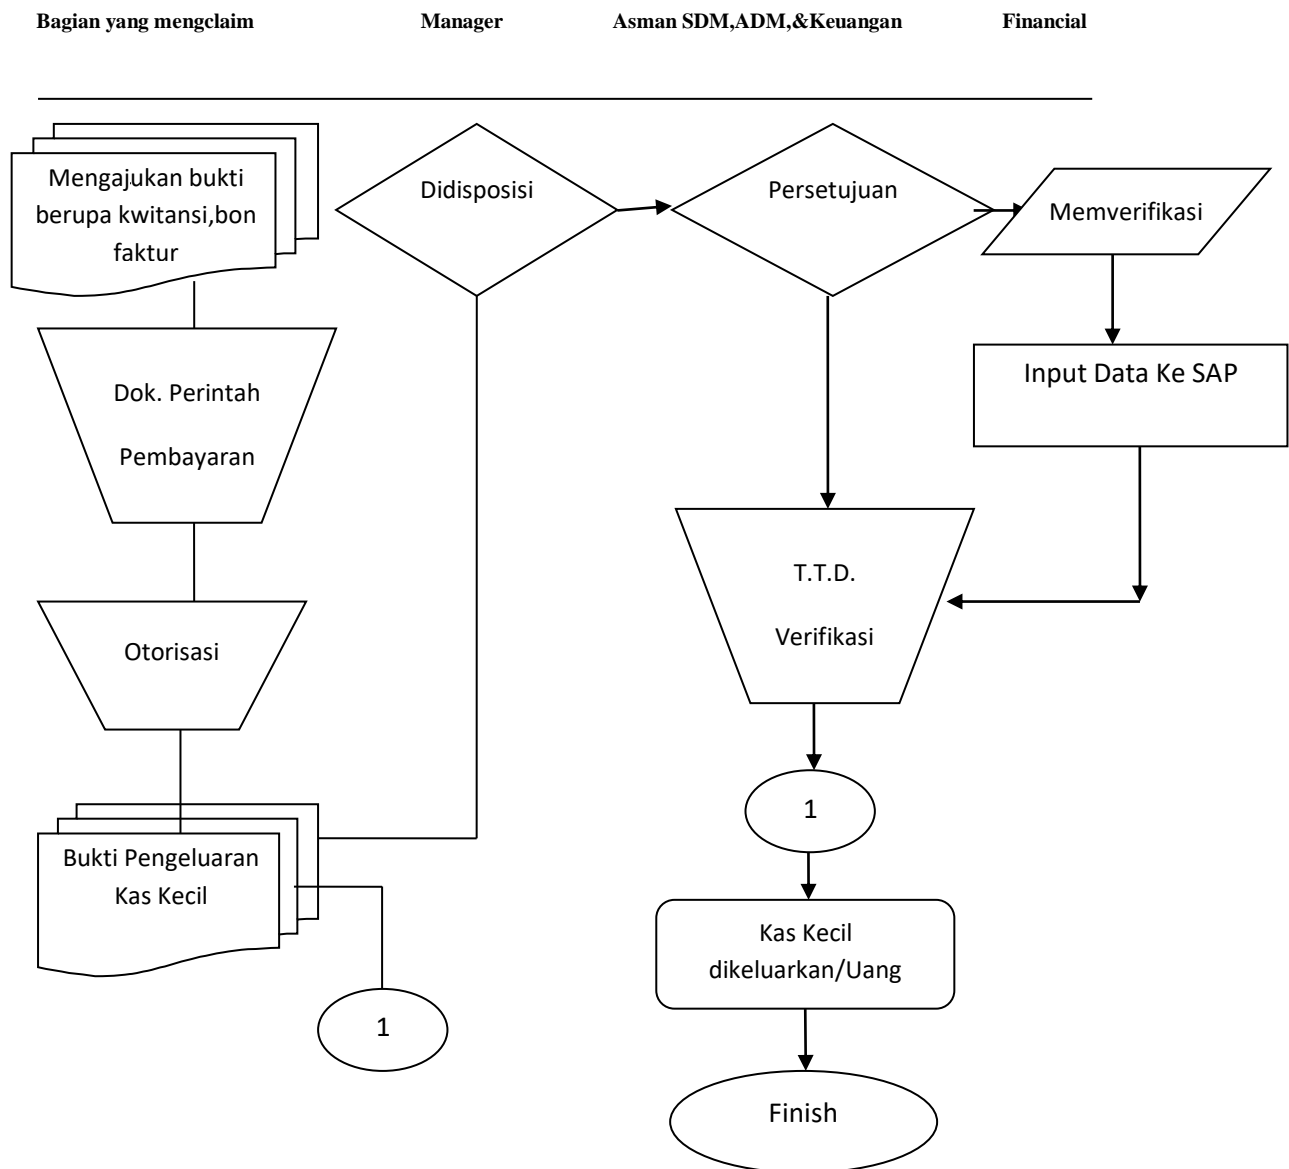 Bagian yang mengclaim
Manager
Asman SDM,ADM,&Keuangan
Financial
Mengajukan bukti
berupa kwitansi,bon
faktur
Didisposisi
Persetujuan
Memverifikasi
Dok. Perintah
Pembayaran
Input Data Ke SAP
T.T.D.
Verifikasi
Otorisasi
1
Bukti Pengeluaran
Kas Kecil
Kas Kecil
dikeluarkan/Uang
1
Finish